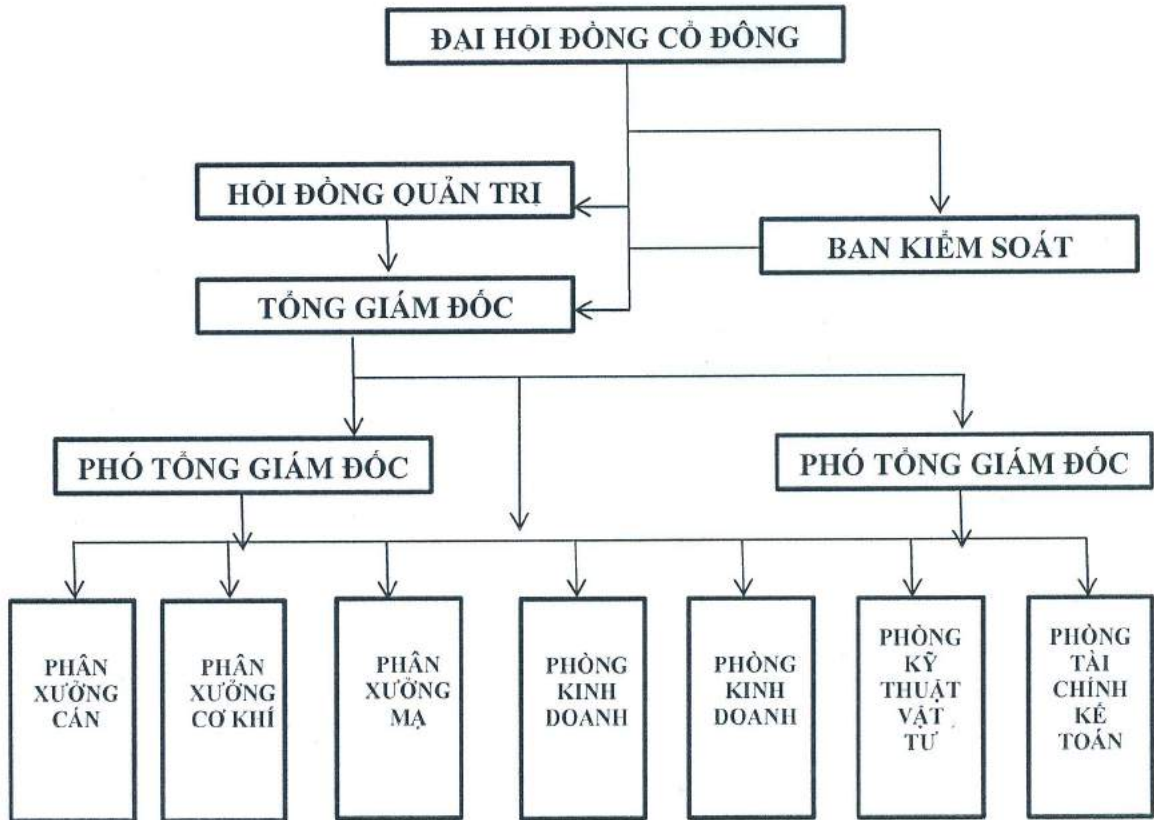 ĐẠI HỘI ĐỒNG CỔ ĐÔNG
HỘI ĐỒNG QUẢN TRỊ
BAN KIỂM SOÁT
TỔNG GIÁM ĐỐC
PHÓ TỔNG GIÁM ĐỐC
PHÓ TỔNG GIÁM ĐỐC
PHÂN
XƯỞNG
CÁN
PHÂN
XƯỞNG
CƠ KHÍ
PHÂN
XƯỞNG
MẠ
PHÒNG
KINH
DOANH
PHÒNG
KINH
DOANH
PHÒNG
KỸ
THUẬT
VẬT
TƯ
PHÒNG
TÀI
CHÍNH
KẾ
TOÁN